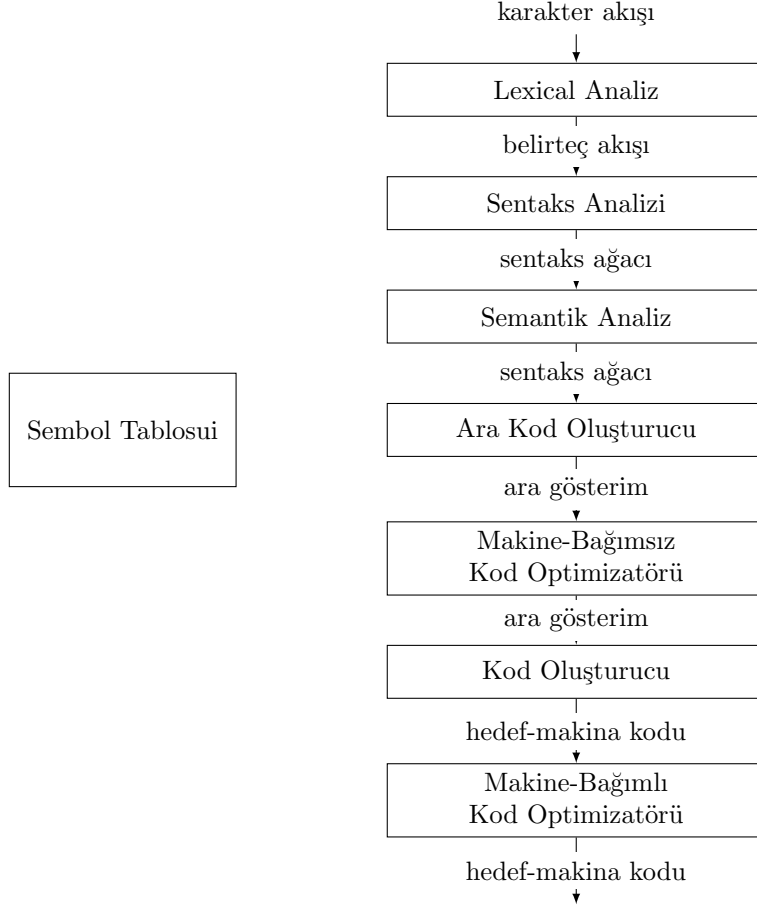 karakter akışı
Lexical Analiz
belirteç akışı
Sentaks Analizi
sentaks ağacı
Semantik Analiz
sentaks ağacı
Sembol Tablosui
Ara Kod Oluşturucu
ara gösterim
Makine-Bağımsız
Kod Optimizatörü
ara gösterim
Kod Oluşturucu
hedef-makina kodu
Makine-Bağımlı
Kod Optimizatörü
hedef-makina kodu